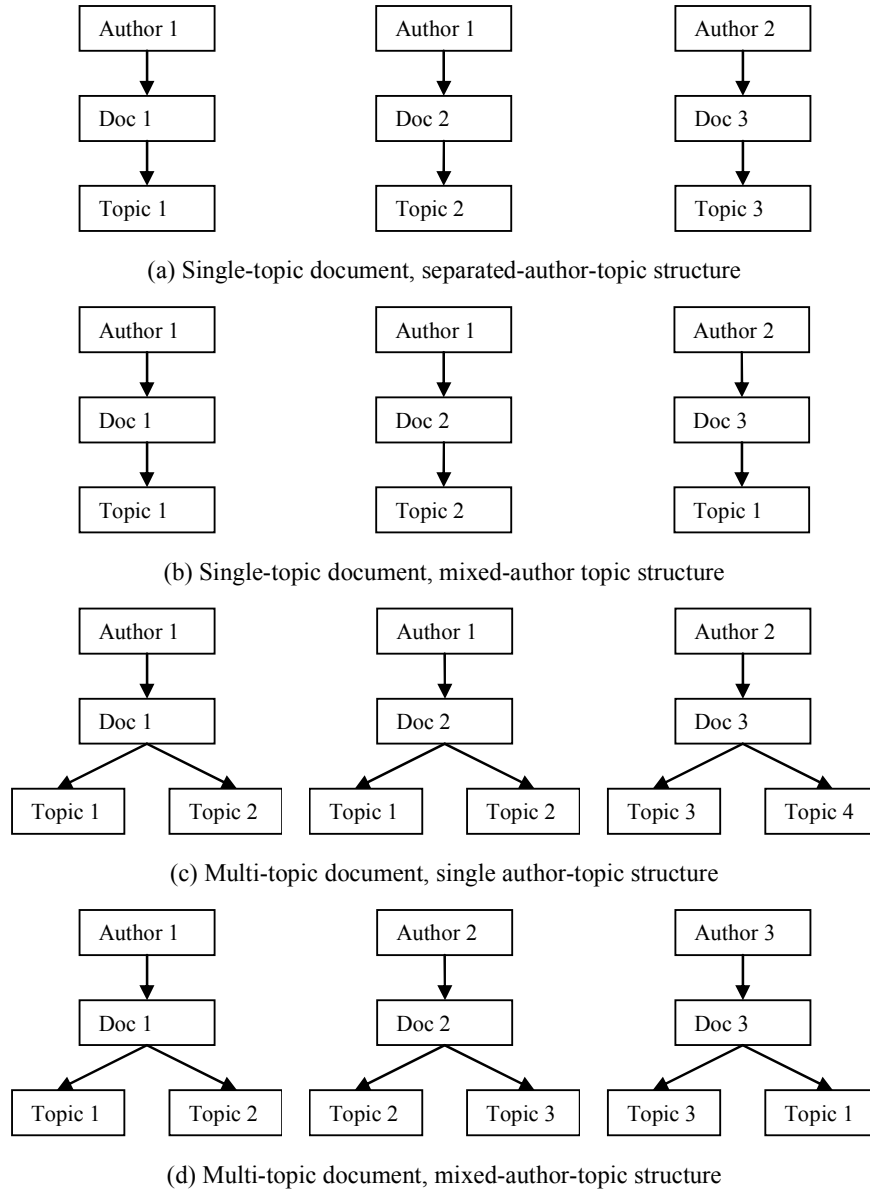 Author 1 Author 1 Author 2
Doc 1 Doc 2 Doc 3
Topic 1 Topic 2 Topic 3
(a) Single-topic document, separated-author-topic structure
Author 1 Author 1 Author 2
Doc 1 Doc 2 Doc 3
Topic 1 Topic 2 Topic 1
(b) Single-topic document, mixed-author topic structure
Author 1 Author 1 Author 2
Doc 1 Doc 2 Doc 3
Topic 1 Topic 2 Topic 1 Topic 2 Topic 3 Topic 4
(c) Multi-topic document, single author-topic structure
Author 1 Author 2 Author 3
Doc 1 Doc 2 Doc 3
Topic 1 Topic 2 Topic 2 Topic 3 Topic 3 Topic 1
(d) Multi-topic document, mixed-author-topic structure